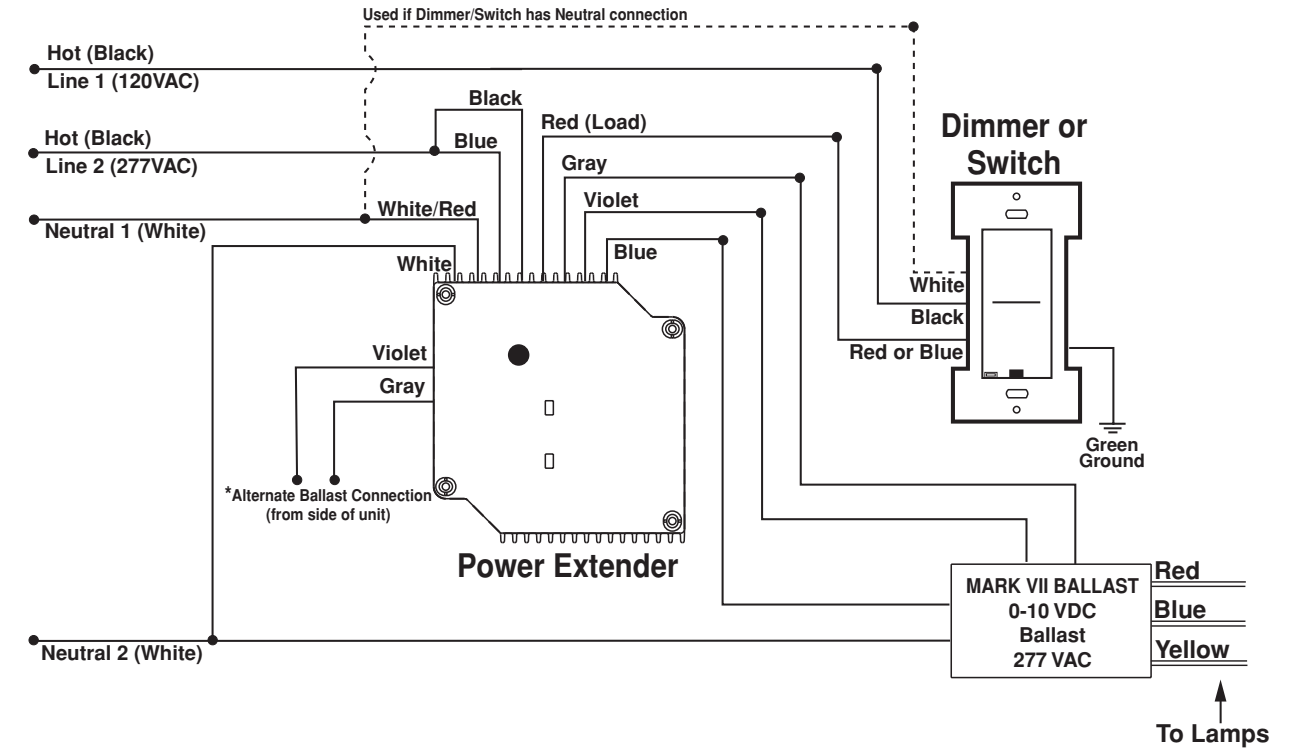 Used if Dimmer/Switch has Neutral connection
Hot (Black)
Line 1 (120VAC)
Black
Hot (Black)
Line 2 (277VAC)
Blue
Red (Load)
Gray
Violet
Blue
White/Red
Neutral 1 (White)
White
Dimmer or
Switch
White
Black
Red or Blue
Green
Ground
Violet
Gray
*Alternate Ballast Connection
(from side of unit)
Power Extender
Neutral 2 (White)
MARK VII BALLAST
0-10 VDC
Ballast
277 VAC
Red
Blue
Yellow
To Lamps